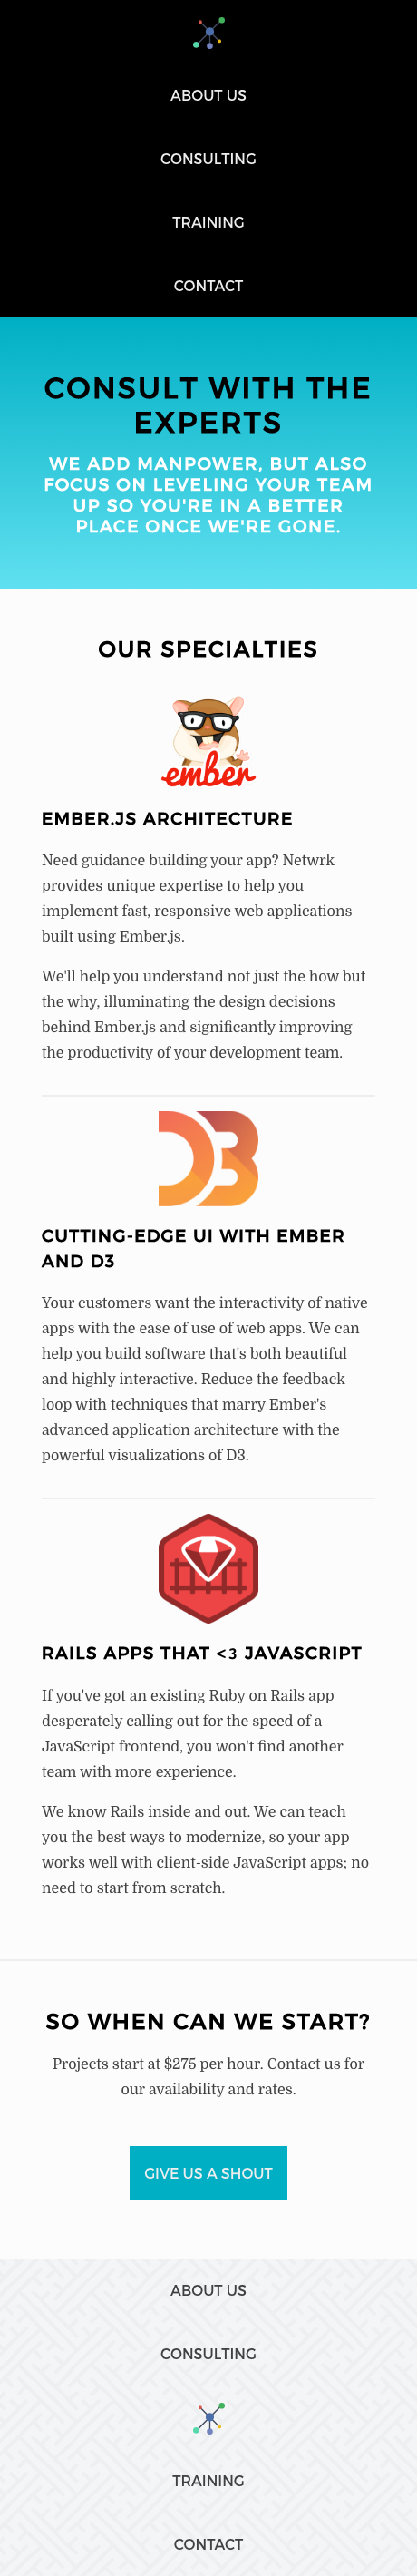 ABOUT US
CONSULTING
TRAINING
CONTACT
CONSULT WITH THE
EXPERTS
WE ADD MANPOWER, BUT ALSO
FOCUS ON LEVELING YOUR TEAM
UP SO YOU'RE IN A BETTER
PLACE ONCE WE'RE GONE.
OUR SPECIALTIES
ember
EMBER.JS ARCHITECTURE
Need guidance building your app? Netwrk
provides unique expertise to help you
implement fast, responsive web applications
built using Ember.js.
We'll help you understand not just the how but
the why, illuminating the design decisions
behind Ember.js and significantly improving
the productivity of your development team.
D3
CUTTING-EDGE UI WITH EMBER
AND D3
Your customers want the interactivity of native
apps with the ease of use of web apps. We can
help you build software that's both beautiful
and highly interactive. Reduce the feedback
loop with techniques that marry Ember's
advanced application architecture with the
powerful visualizations of D3.
RAILS APPS THAT <3 JAVASCRIPT
If you've got an existing Ruby on Rails app
desperately calling out for the speed of a
JavaScript frontend, you won't find another
team with more experience.
We know Rails inside and out. We can teach
you the best ways to modernize, so your app
works well with client-side JavaScript apps; no
need to start from scratch.
SO WHEN CAN WE START?
Projects start at $275 per hour. Contact us for
our availability and rates.
GIVE US A SHOUT
ABOUT US
CONSULTING
TRAINING
CONTACT